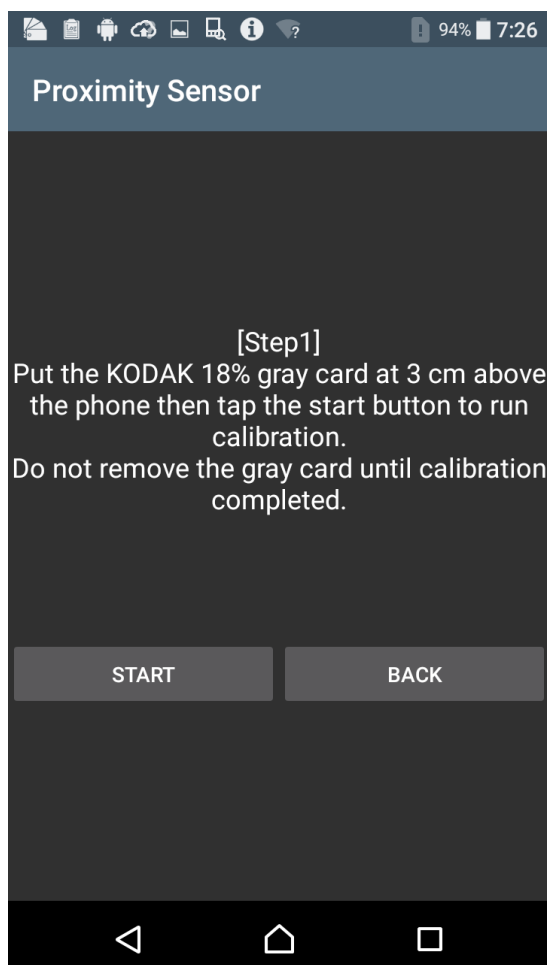 94% 7:26
Proximity Sensor
[Step1]
Put the KODAK 18% gray card at 3 cm above
the phone then tap the start button to run
calibration.
Do not remove the gray card until calibration
completed.
START BACK